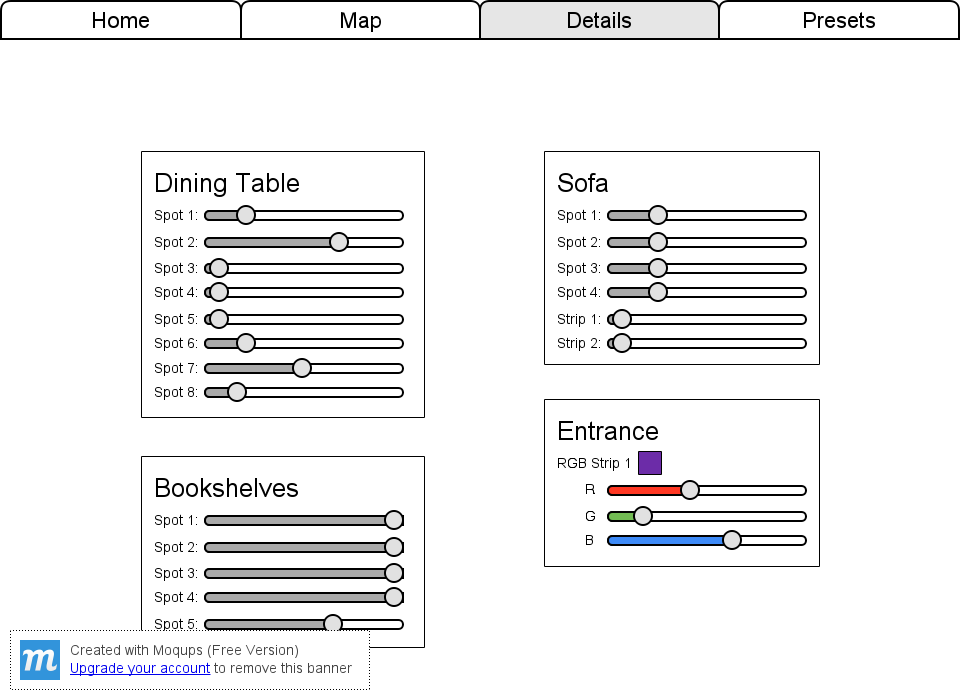 Home
Map
Details
Presets
Dining Table
Spot 1:
Spot 2:
Spot 3:
Spot 4:
Spot 5:
Spot 6:
Spot 7:
Spot 8:
Bookshelves
Spot 1:
Spot 2:
Spot 3:
Spot 4:
Spot 5:
Sofa
Spot 1:
Spot 2:
Spot 3:
Spot 4:
Strip 1:
Strip 2:
Entrance
RGB Strip 1
R
G
B
m
Created with Moqups (Free Version)
Upgrade your account to remove this banner